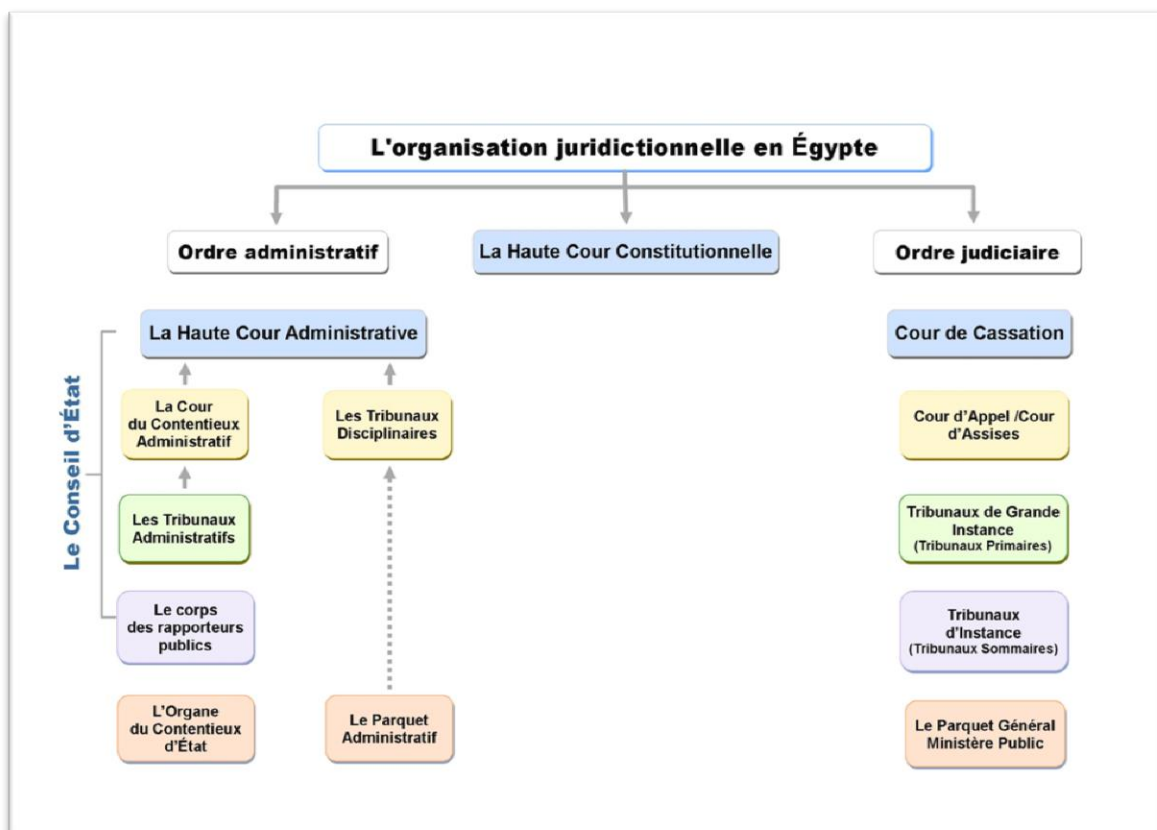 L'organisation juridictionnelle en Égypte
Ordre administratif
La Haute Cour Constitutionnelle
Ordre judiciaire
Le Conseil d'État
La Haute Cour Administrative
La Cour
du Contentieux
Administratif
Les Tribunaux
Disciplinaires
Les Tribunaux
Administratifs
Le corps
des rapporteurs
publics
L'Organe
du Contentieux
d'État
Le Parquet
Administratif
Cour de Cassation
Cour d'Appel /Cour
d'Assises
Tribunaux de Grande
Instance
(Tribunaux Primaires)
Tribunaux
d'Instance
(Tribunaux Sommaires)
Le Parquet Général
Ministère Public